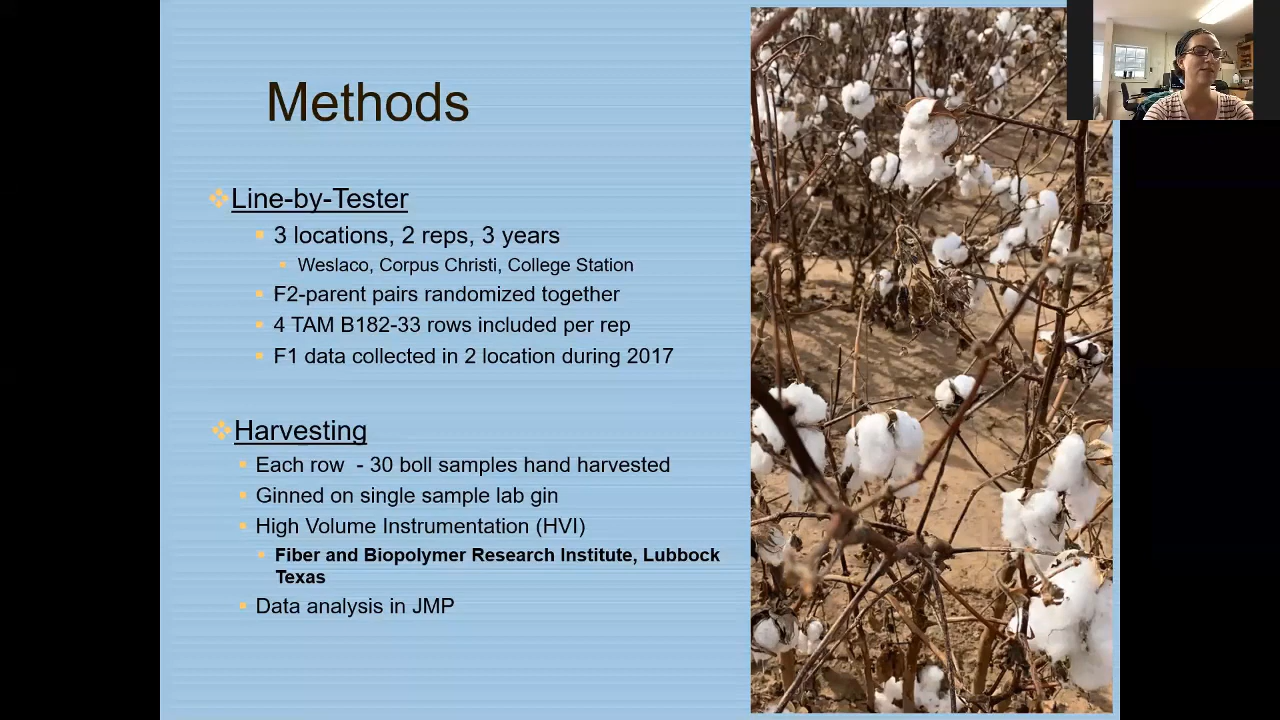 Methods
Line-by-Tester
3 locations, 2 reps, 3 years
Weslaco, Corpus Christi, College Station
F2-parent pairs randomized together
4 TAM B182-33 rows included per rep
F1 data collected in 2 location during 2017
Harvesting
Each row - 30 boll samples hand harvested
Ginned on single sample lab gin
High Volume Instrumentation (HVI)
Fiber and Biopolymer Research Institute, Lubbock
Texas
Data analysis in JMP